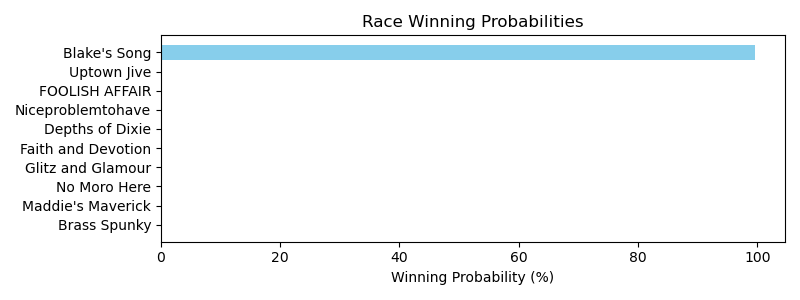 Race Winning Probabilities
Blake's Song
Uptown Jive
FOOLISH AFFAIR
Niceproblemtohave
Depths of Dixie
Faith and Devotion
Glitz and Glamour
No Moro Here
Maddie's Maverick
Brass Spunky
0 20 40 60 80 100
Winning Probability (%)